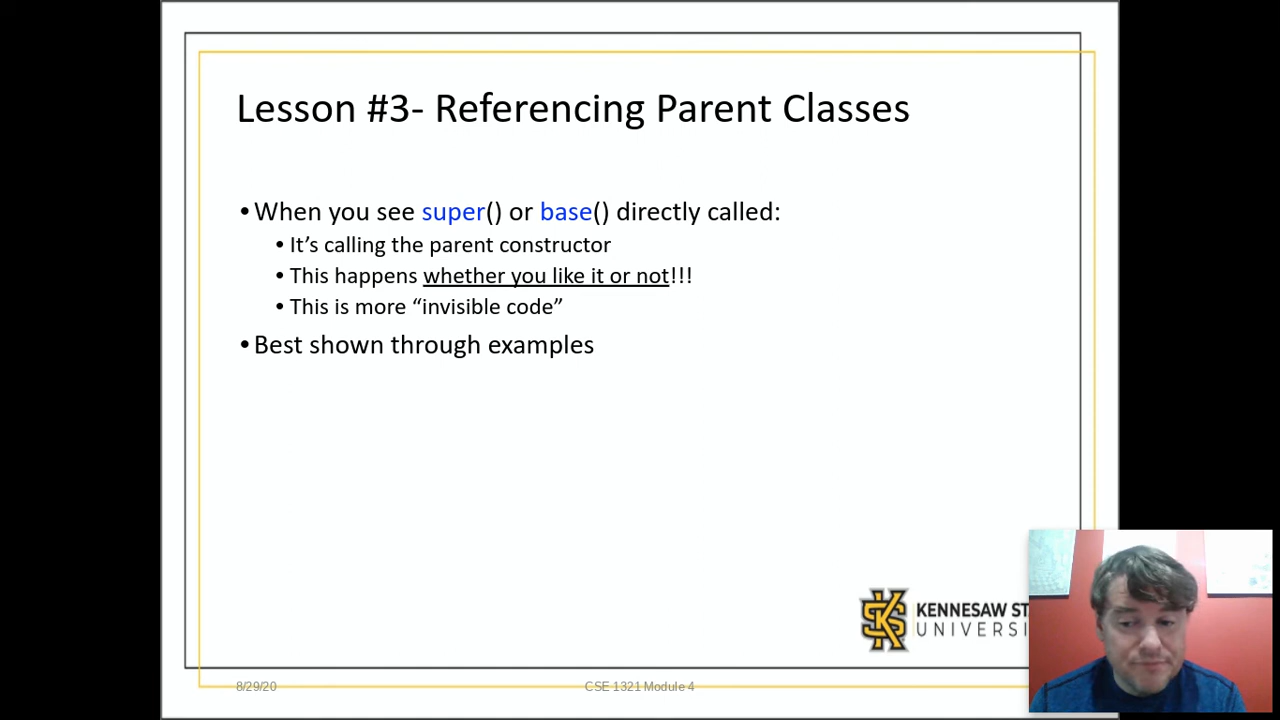 Lesson #3- Referencing Parent Classes
•When you see super() or base() directly called:
•It’s calling the parent constructor
•This happens whether you like it or not!!!
•This is more “invisible code”
•Best shown through examples
KENNESAW ST
UNIVERSI
8/29/20
CSE 1321 Module 4